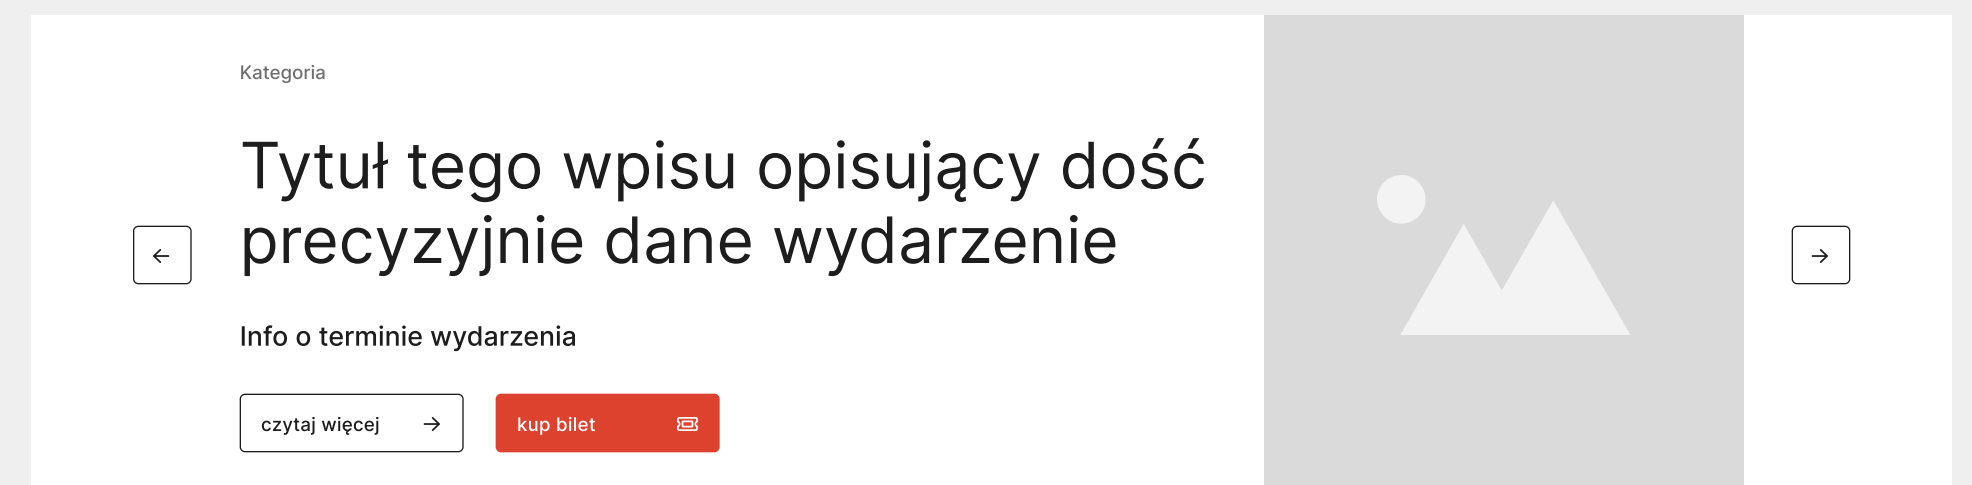 Kategoria
Tytuł tego wpisu opisujący dość
precyzyjnie dane wydarzenie
Info o terminie wydarzenia
czytaj więcej
kup bilet